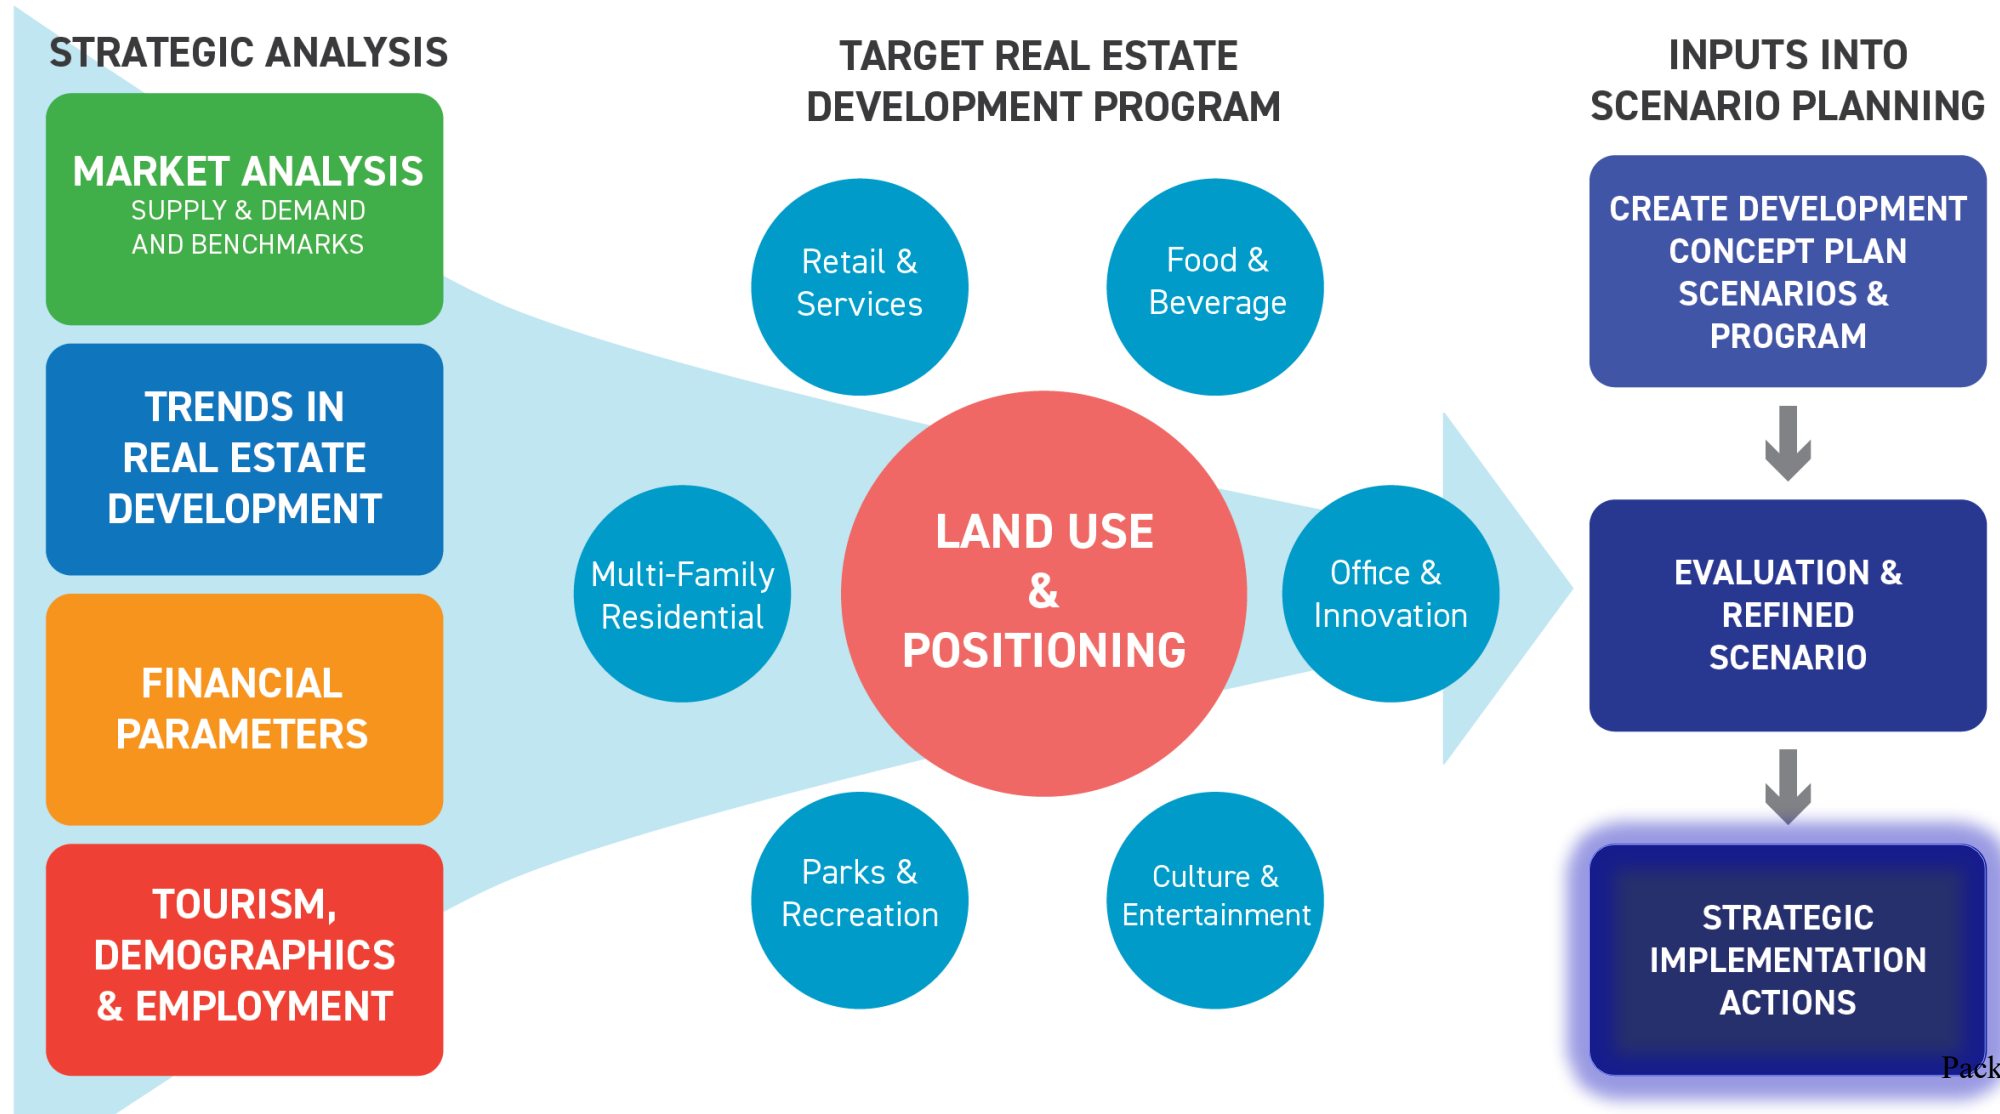 STRATEGIC ANALYSIS
MARKET ANALYSIS
SUPPLY & DEMAND
AND BENCHMARKS
TRENDS IN
REAL ESTATE
DEVELOPMENT
FINANCIAL
PARAMETERS
TOURISM,
DEMOGRAPHICS
& EMPLOYMENT
TARGET REAL ESTATE
DEVELOPMENT PROGRAM
Retail &
Services
Food &
Beverage
Multi-Family
Residential
LAND USE
&
POSITIONING
Office &
Innovation
Parks &
Recreation
Culture &
Entertainment
INPUTS INTO
SCENARIO PLANNING
CREATE DEVELOPMENT
CONCEPT PLAN
SCENARIOS &
PROGRAM
EVALUATION &
REFINED
SCENARIO
STRATEGIC
IMPLEMENTATION
ACTIONS
Pack